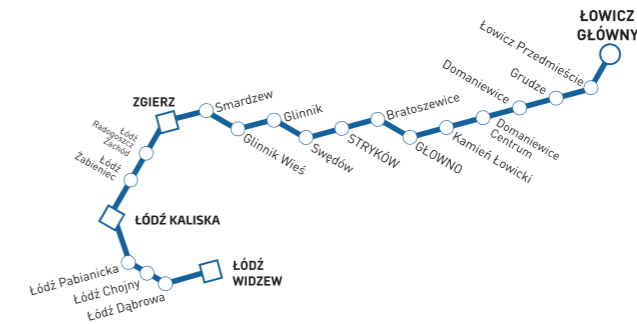 ŁOWICZ
GŁÓWNY
Łowicz Przedmieście
Grudze
Domaniewice
Domaniewice
Centrum
Kamień Łowicki
GŁOWNO
Bratoszewice
STRYKÓW
Swędów
Glinnik
Glinnik Wieś
Smardzew
ZGIERZ
Łódź
Radogoszcz
Zachód
Łódź
Żabieniec
ŁÓDŹ KALISKA
Łódź Pabianicka
Łódź Chojny
Łódź Dąbrowa
ŁÓDŹ
WIDZEW